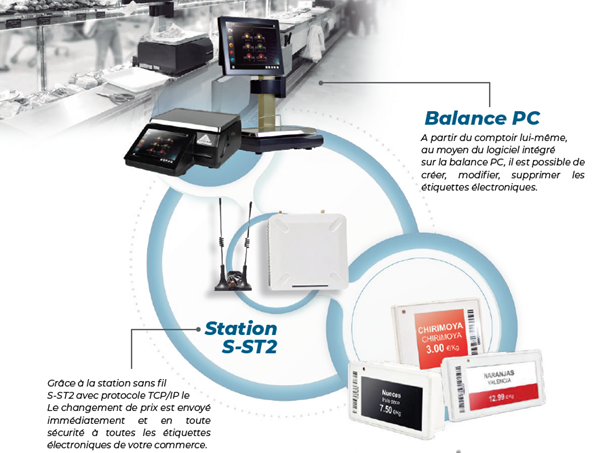 Balance PC
A partir du comptoir lui-même,
au moyen du logiciel intégré
sur la balance PC, il est possible de
créer, modifier, supprimer les
étiquettes électroniques.
Station
S-ST2
Grâce à la station sans fil
S-ST2 avec protocole TCP/IP le
Le changement de prix est envoyé
immédiatement et en toute
sécurité à toutes les étiquettes
électroniques de votre commerce.
CHIRIMOYA
CHIRIMOYA
3.00 €/Kg
NARANJAS
VALENCIA
12.99 €/Kg
Nueces
7.50 €/Kg